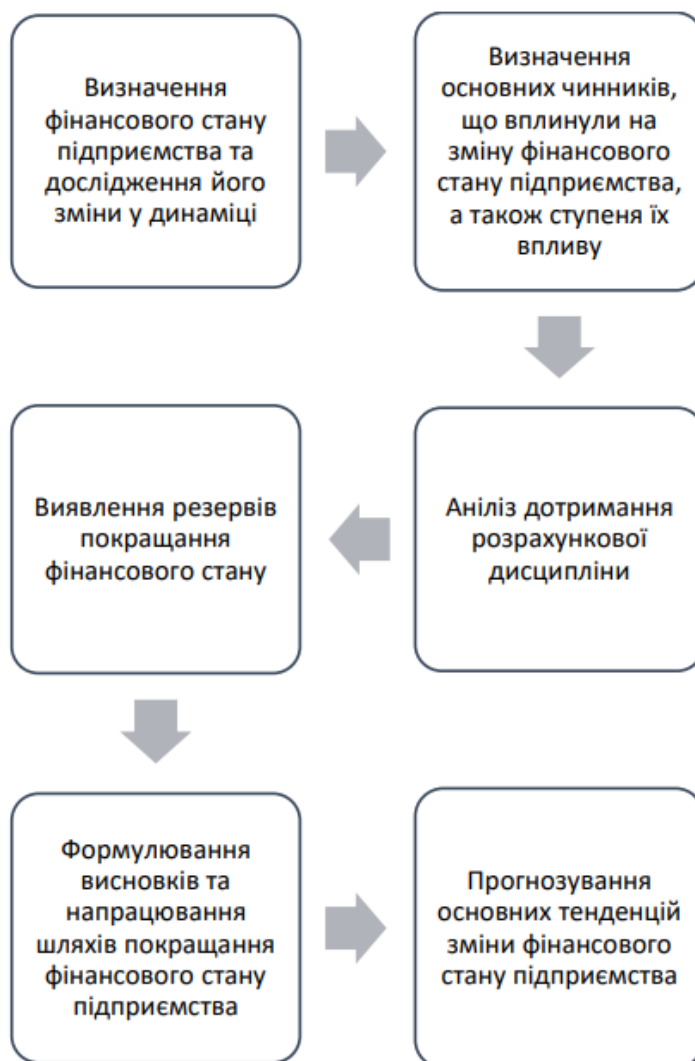 Визначення
фінансового стану
підприємства та
дослідження його
зміни у динаміці
Визначення
основних чинників,
що вплинули на
зміну фінансового
стану підприємства,
а також ступеня їх
впливу
Аніліз дотримання
розрахункової
дисципліни
Виявлення резервів
покращання
фінансового стану
Формулювання
висновків та
напрацювання
шляхів покращання
фінансового стану
підприємства
Прогнозування
основних тенденцій
зміни фінансового
стану підприємства